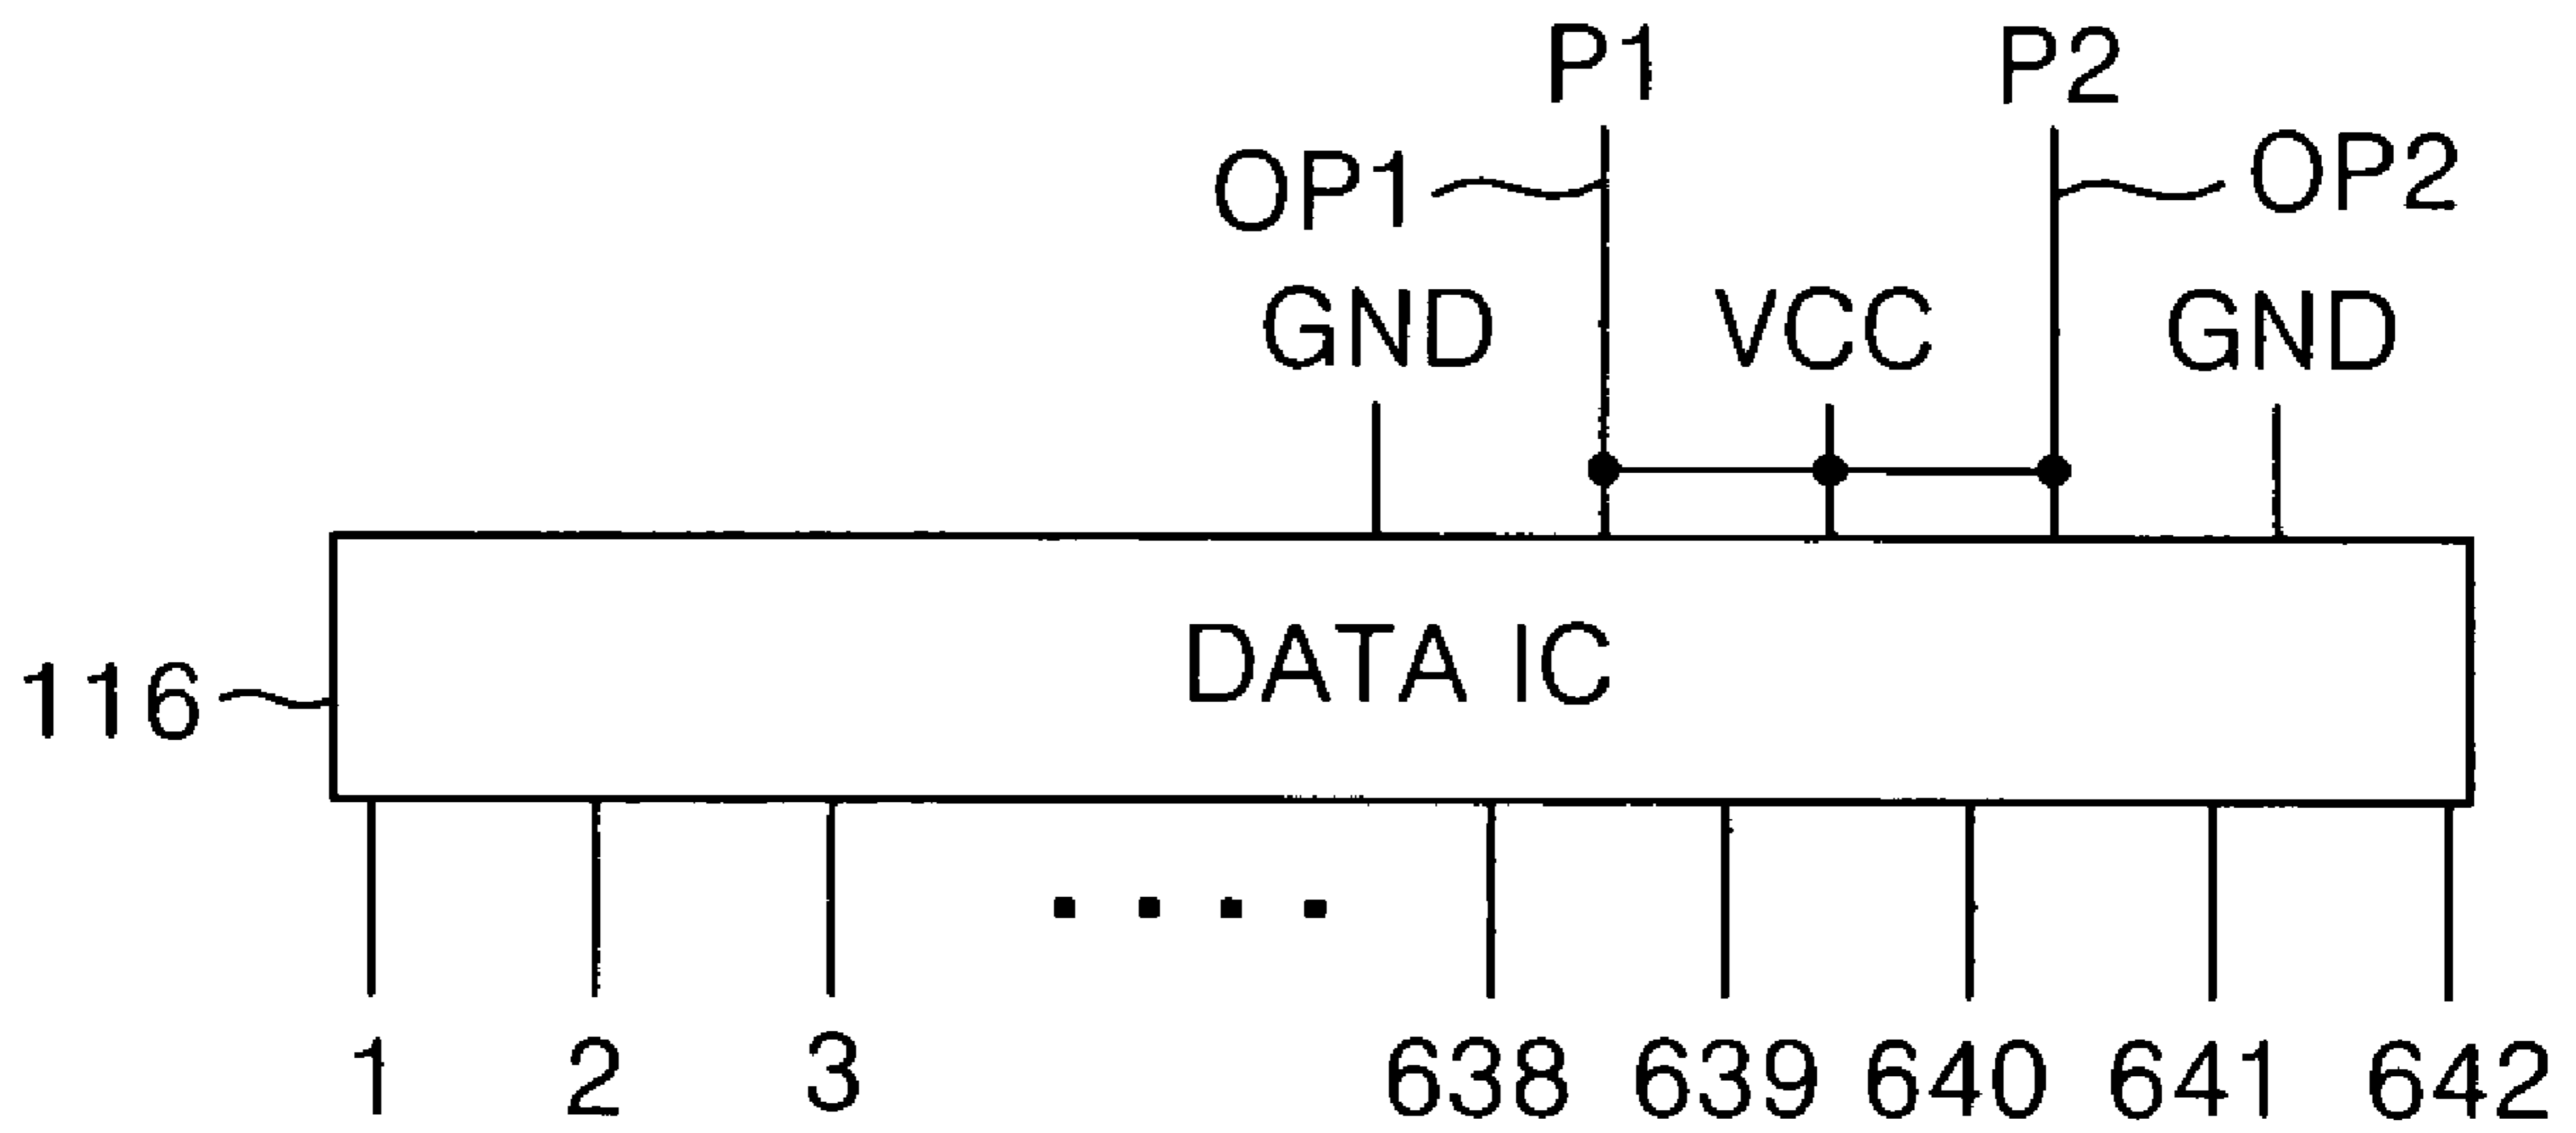 P1 P2
OP1 OP2
GND VCC GND
DATA IC
116
1 2 3 .... 638 639 640 641 642